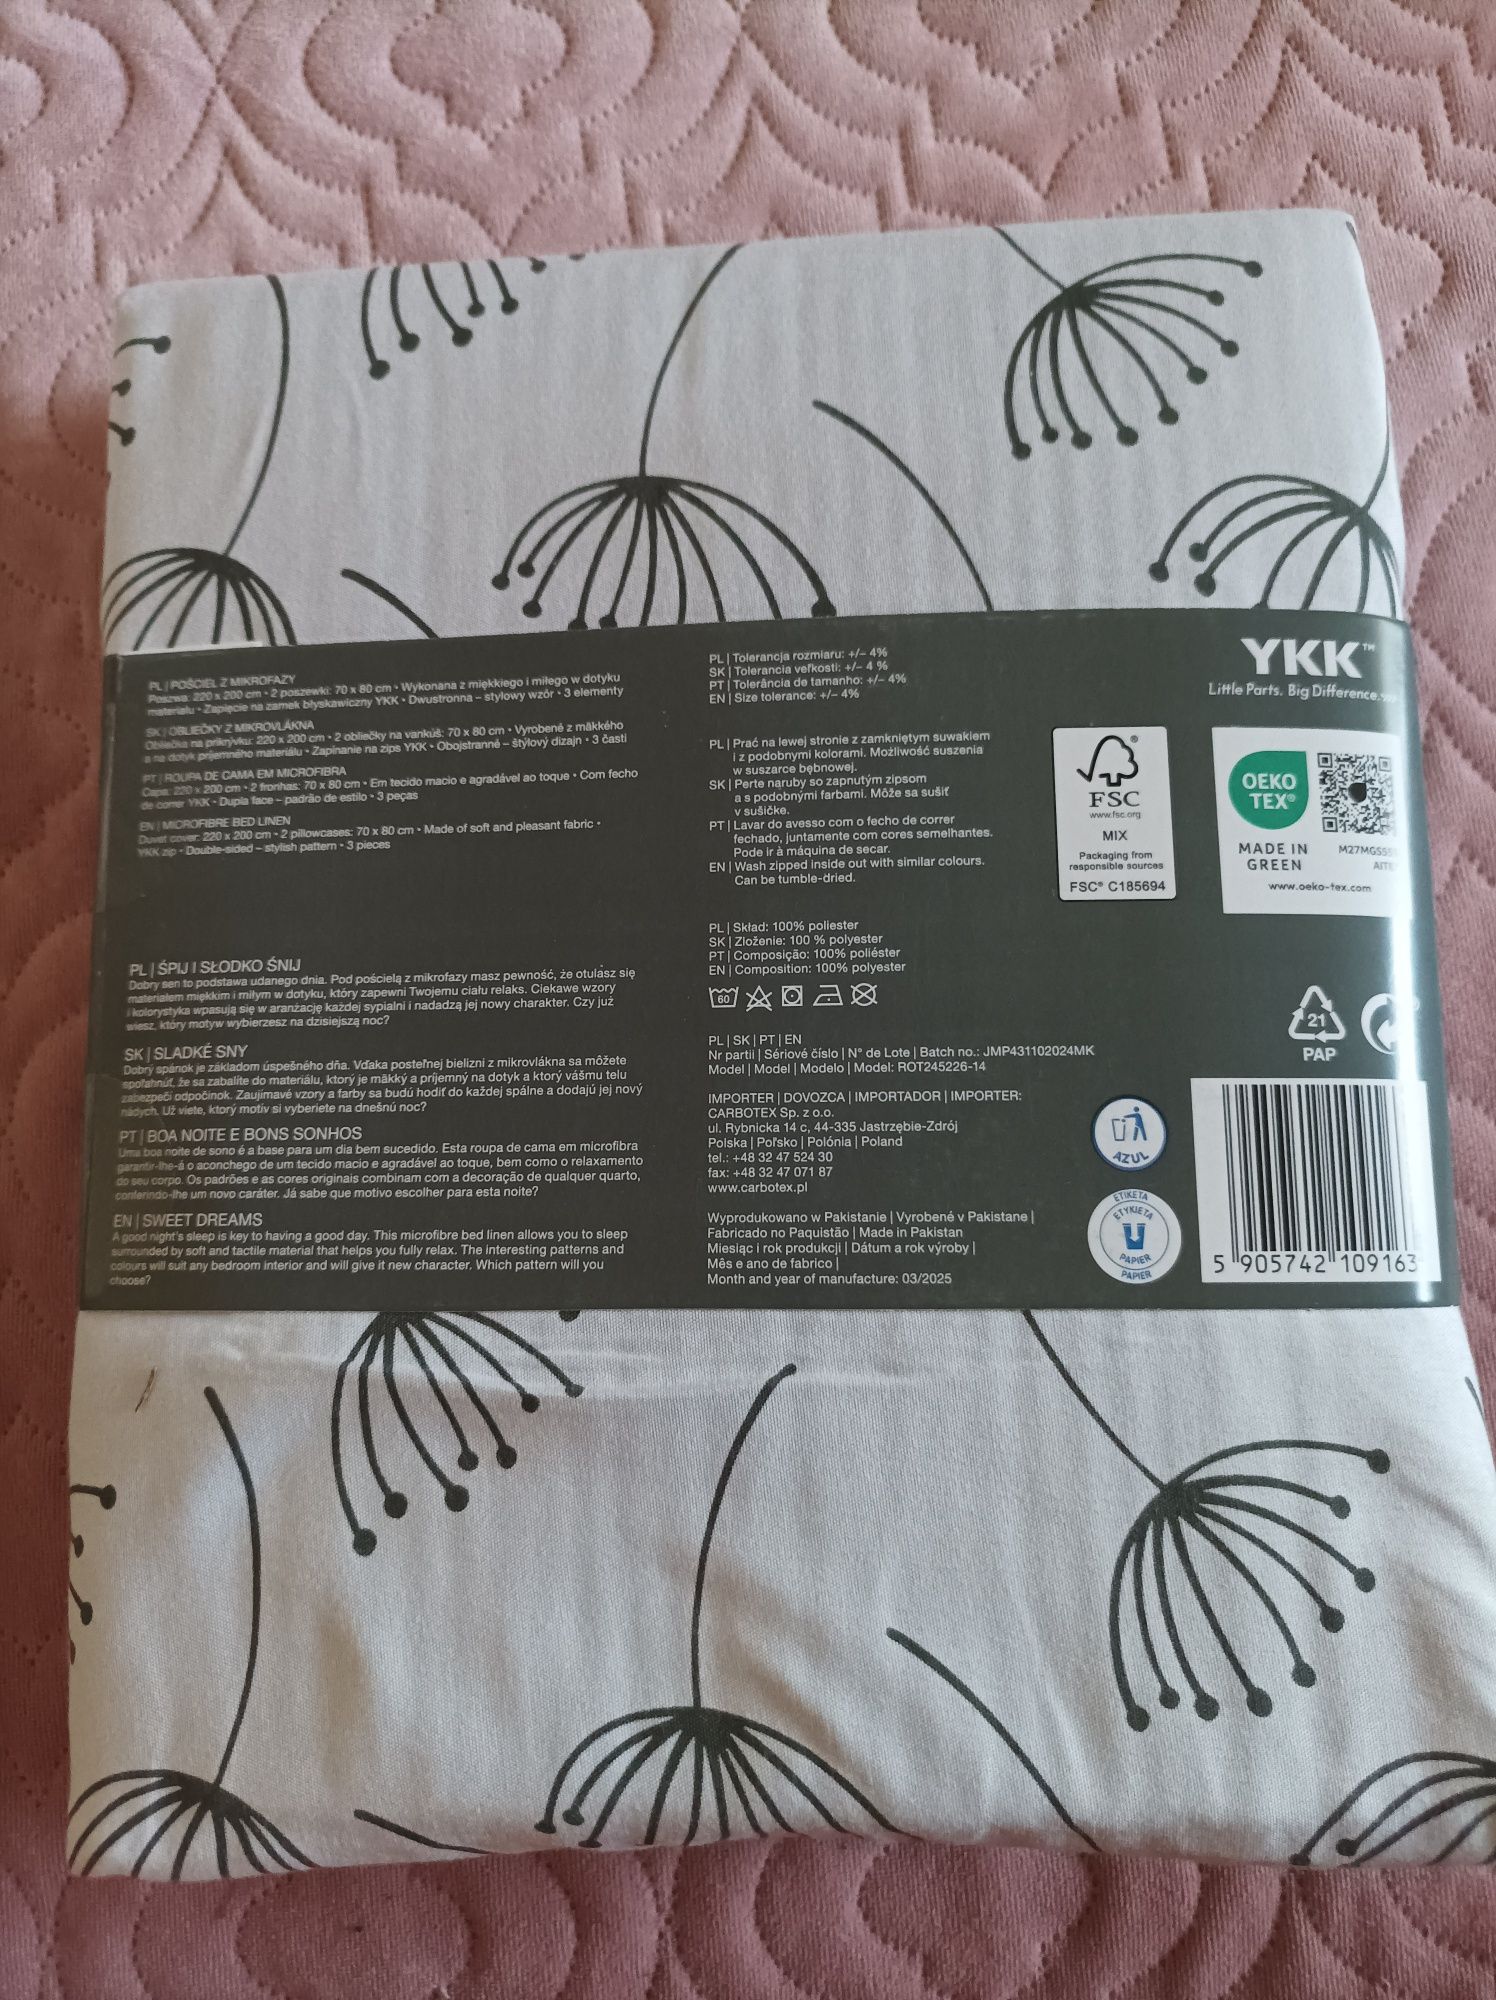 PL | POŚCIEL Z MIKROFAZY
Poszwa: 220 x 200 cm • 2 poszewki: 70 x 80 cm • Wykonana z miękkiego i miłego w dotyku
materiału • Zapięcie na zamek błyskawiczny YKK • Dwustronna – stylowy wzór • 3 elementy
SK | OBLIEČKY Z MIKROVLÁKNA
Obliečka na prikrývku: 220 x 200 cm • 2 obliečky na vankúš: 70 x 80 cm • Vyrobené z mäkkého
a na dotyk príjemného materiálu • Zapínanie na zips YKK • Obojstranné – štýlový dizajn • 3 časti
PT | ROUPA DE CAMA EM MICROFIBRA
Capa: 220 x 200 cm • 2 fronhas: 70 x 80 cm • Em tecido macio e agradável ao toque • Com fecho
de correr YKK • Dupla face – padrão de estilo • 3 peças
EN | MICROFIBRE BED LINEN
Duvet cover: 220 x 200 cm • 2 pillowcases: 70 x 80 cm • Made of soft and pleasant fabric •
YKK zip • Double-sided – stylish pattern • 3 pieces
PL | ŚPIJ I SŁODKO ŚNIJ
Dobry sen to podstawa udanego dnia. Pod pościelą z mikrofazy masz pewność, że otulasz się
materiałem miękkim i miłym w dotyku, który zapewni Twojemu ciału relaks. Ciekawe wzory
i kolorystyka wpasują się w aranżację każdej sypialni i nadadzą jej nowy charakter. Czy już
wiesz, który motyw wybierzesz na dzisiejszą noc?
SK | SLADKÉ SNY
Dobrý spánok je základom úspešného dňa. Vďaka posteľnej bielizni z mikrovlákna sa môžete
spoľahnúť, že sa zabalíte do materiálu, ktorý je mäkký a príjemný na dotyk a ktorý vášmu telu
zabezpečí odpočinok. Zaujímavé vzory a farby sa budú hodiť do každej spálne a dodajú jej nový
nádych. Už viete, ktorý motív si vyberiete na dnešnú noc?
PT | BOA NOITE E BONS SONHOS
Uma boa noite de sono é a base para um dia bem sucedido. Esta roupa de cama em microfibra
garantir-lhe-á o aconchego de um tecido macio e agradável ao toque, bem como o relaxamento
do seu corpo. Os padrões e as cores originais combinam com a decoração de qualquer quarto,
conferindo-lhe um novo caráter. Já sabe que motivo escolher para esta noite?
EN | SWEET DREAMS
A good night's sleep is key to having a good day. This microfibre bed linen allows you to sleep
surrounded by soft and tactile material that helps you fully relax. The interesting patterns and
colours will suit any bedroom interior and will give it new character. Which pattern will you
choose?
PL | Tolerancja rozmiaru: +/– 4%
SK | Tolerancia veľkosti: +/– 4 %
PT | Tolerância de tamanho: +/– 4%
EN | Size tolerance: +/– 4%
PL | Prać na lewej stronie z zamkniętym suwakiem
i z podobnymi kolorami. Możliwość suszenia
w suszarce bębnowej.
SK | Perte naruby so zapnutým zipsom
a s podobnými farbami. Môže sa sušiť
v sušičke.
PT | Lavar do avesso com o fecho de correr
fechado, juntamente com cores semelhantes.
Pode ir à máquina de secar.
EN | Wash zipped inside out with similar colours.
Can be tumble-dried.
PL | Skład: 100% poliester
SK | Zloženie: 100 % polyester
PT | Composição: 100% poliéster
EN | Composition: 100% polyester
60
PL | SK | PT | EN
Nr partii | Sériové číslo | N° de Lote | Batch no.: JMP431102024MK
Model | Model | Modelo | Model: ROT245226-14
IMPORTER | DOVOZCA | IMPORTADOR | IMPORTER:
CARBOTEX Sp. z o.o.
ul. Rybnicka 14 c, 44-335 Jastrzębie-Zdrój
Polska | Poľsko | Polónia | Poland
tel.: +48 32 47 524 30
fax: +48 32 47 071 87
www.carbotex.pl
Wyprodukowano w Pakistanie | Vyrobené v Pakistane |
Fabricado no Paquistão | Made in Pakistan
Miesiąc i rok produkcji | Dátum a rok výroby |
Mês e ano de fabrico |
Month and year of manufacture: 03/2025
YKK™
Little Parts. Big Difference.
FSC®
www.fsc.org
MIX
Packaging from
responsible sources
FSC® C185694
OEKO
TEX®
MADE IN
GREEN
M27MGS55
AITE
www.oeko-tex.com
21
PAP
AZUL
ETIKETA
ETYKIETA
PAPIER
PAPIER
5 905742 109163